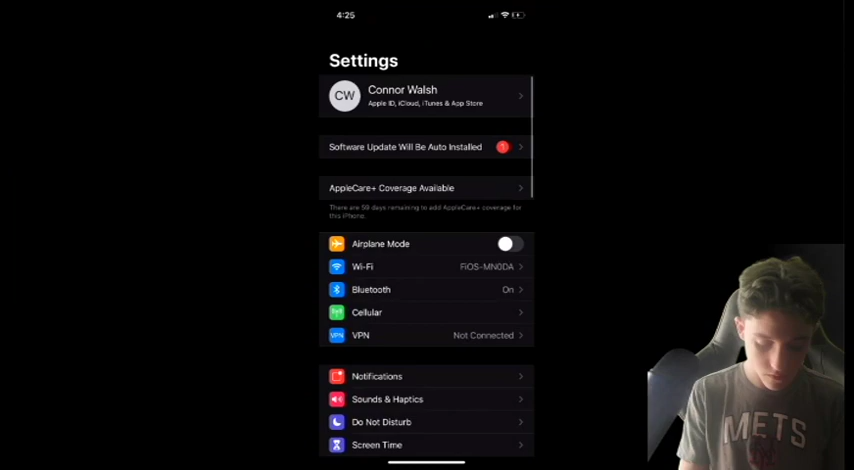 4:25
Settings
CW
Connor Walsh
Apple ID, iCloud, iTunes & App Store
Software Update Will Be Auto Installed 1
AppleCare+ Coverage Available
There are 59 days remaining to add AppleCare+ coverage for
this iPhone.
Airplane Mode
Wi-Fi FiOS-MN0DA
Bluetooth On
Cellular
VPN VPN Not Connected
Notifications
Sounds & Haptics
Do Not Disturb
Screen Time
METS